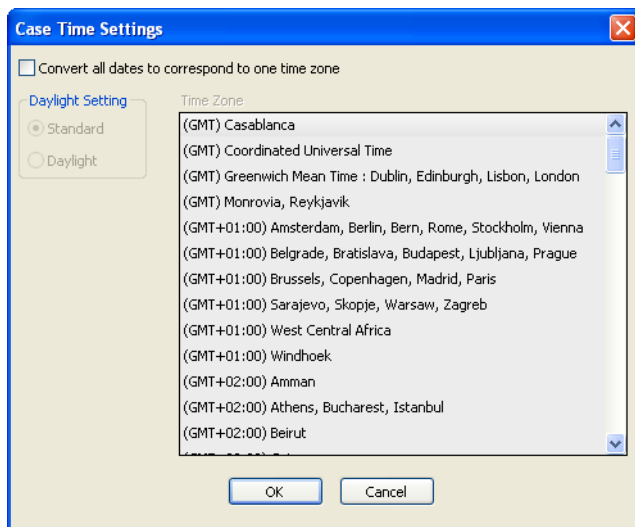 Case Time Settings
Convert all dates to correspond to one time zone
Daylight Setting
Standard
Daylight
Time Zone
(GMT) Casablanca
(GMT) Coordinated Universal Time
(GMT) Greenwich Mean Time : Dublin, Edinburgh, Lisbon, London
(GMT) Monrovia, Reykjavik
(GMT+01:00) Amsterdam, Berlin, Bern, Rome, Stockholm, Vienna
(GMT+01:00) Belgrade, Bratislava, Budapest, Ljubljana, Prague
(GMT+01:00) Brussels, Copenhagen, Madrid, Paris
(GMT+01:00) Sarajevo, Skopje, Warsaw, Zagreb
(GMT+01:00) West Central Africa
(GMT+01:00) Windhoek
(GMT+02:00) Amman
(GMT+02:00) Athens, Bucharest, Istanbul
(GMT+02:00) Beirut
OK
Cancel